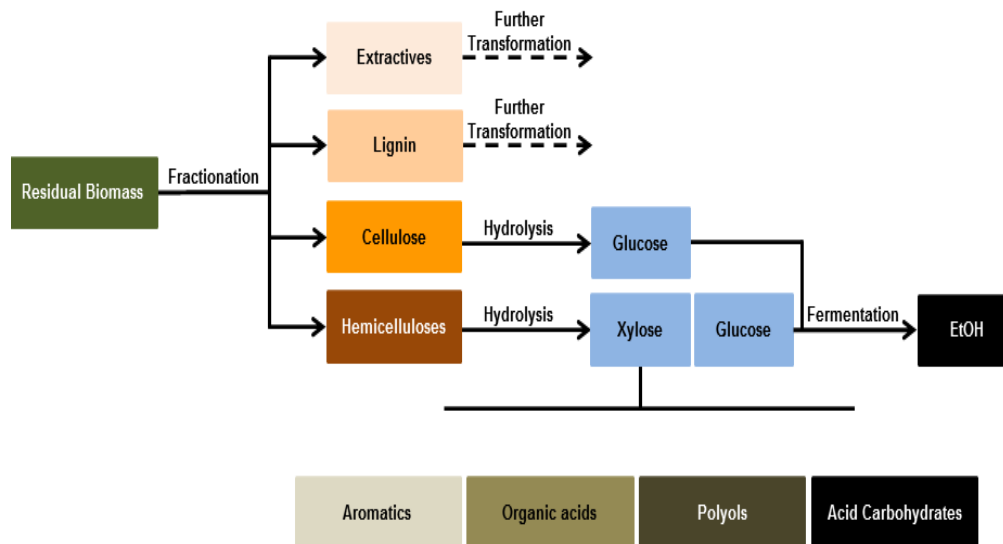 Further
Transformation
Extractives
Further
Transformation
Lignin
Residual Biomass
Fractionation
Cellulose
Hydrolysis
Glucose
Hemicelluloses
Hydrolysis
Xylose
Glucose
Fermentation
EtOH
Aromatics
Organic acids
Polyols
Acid Carbohydrates